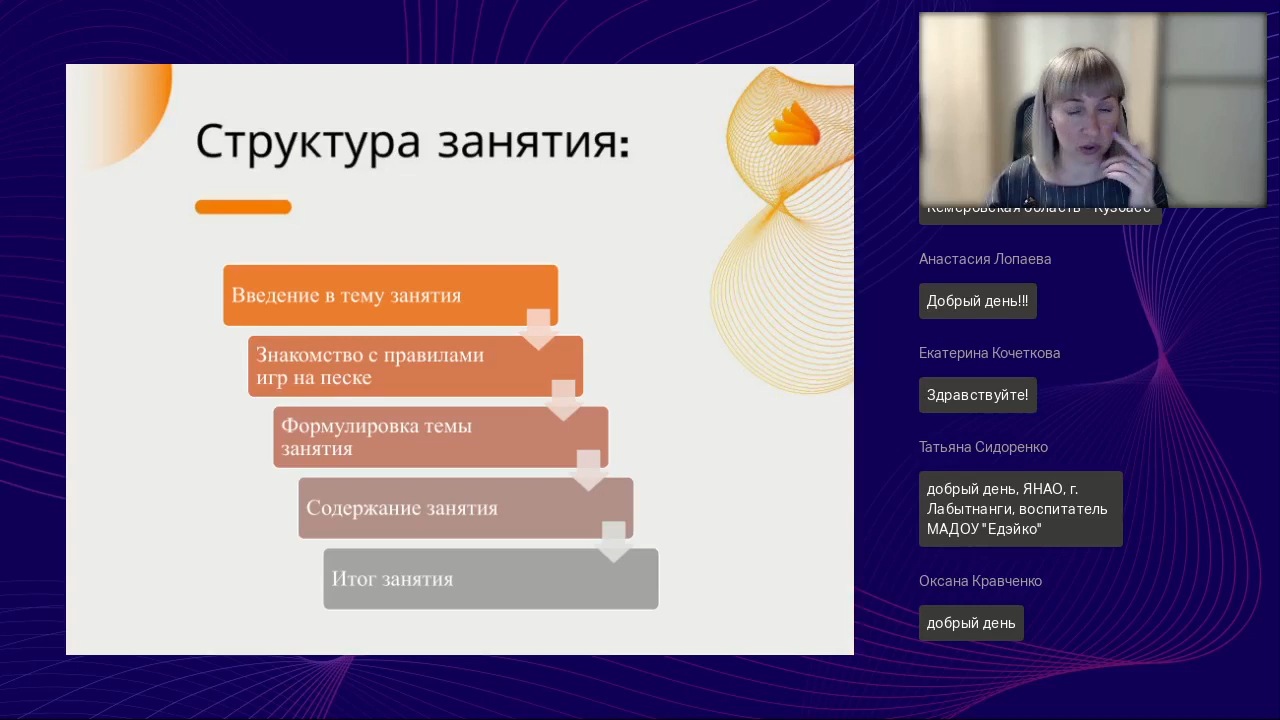 Структура занятия:
Введение в тему занятия
Знакомство с правилами
игр на песке
Формулировка темы
занятия
Содержание занятия
Итог занятия
Кемеровская область - Кузбасс
Анастасия Лопаева
Добрый день!!!
Екатерина Кочеткова
Здравствуйте!
Татьяна Сидоренко
добрый день, ЯНАО, г.
Лабытнанги, воспитатель
МАДОУ "Едэйко"
Оксана Кравченко
добрый день